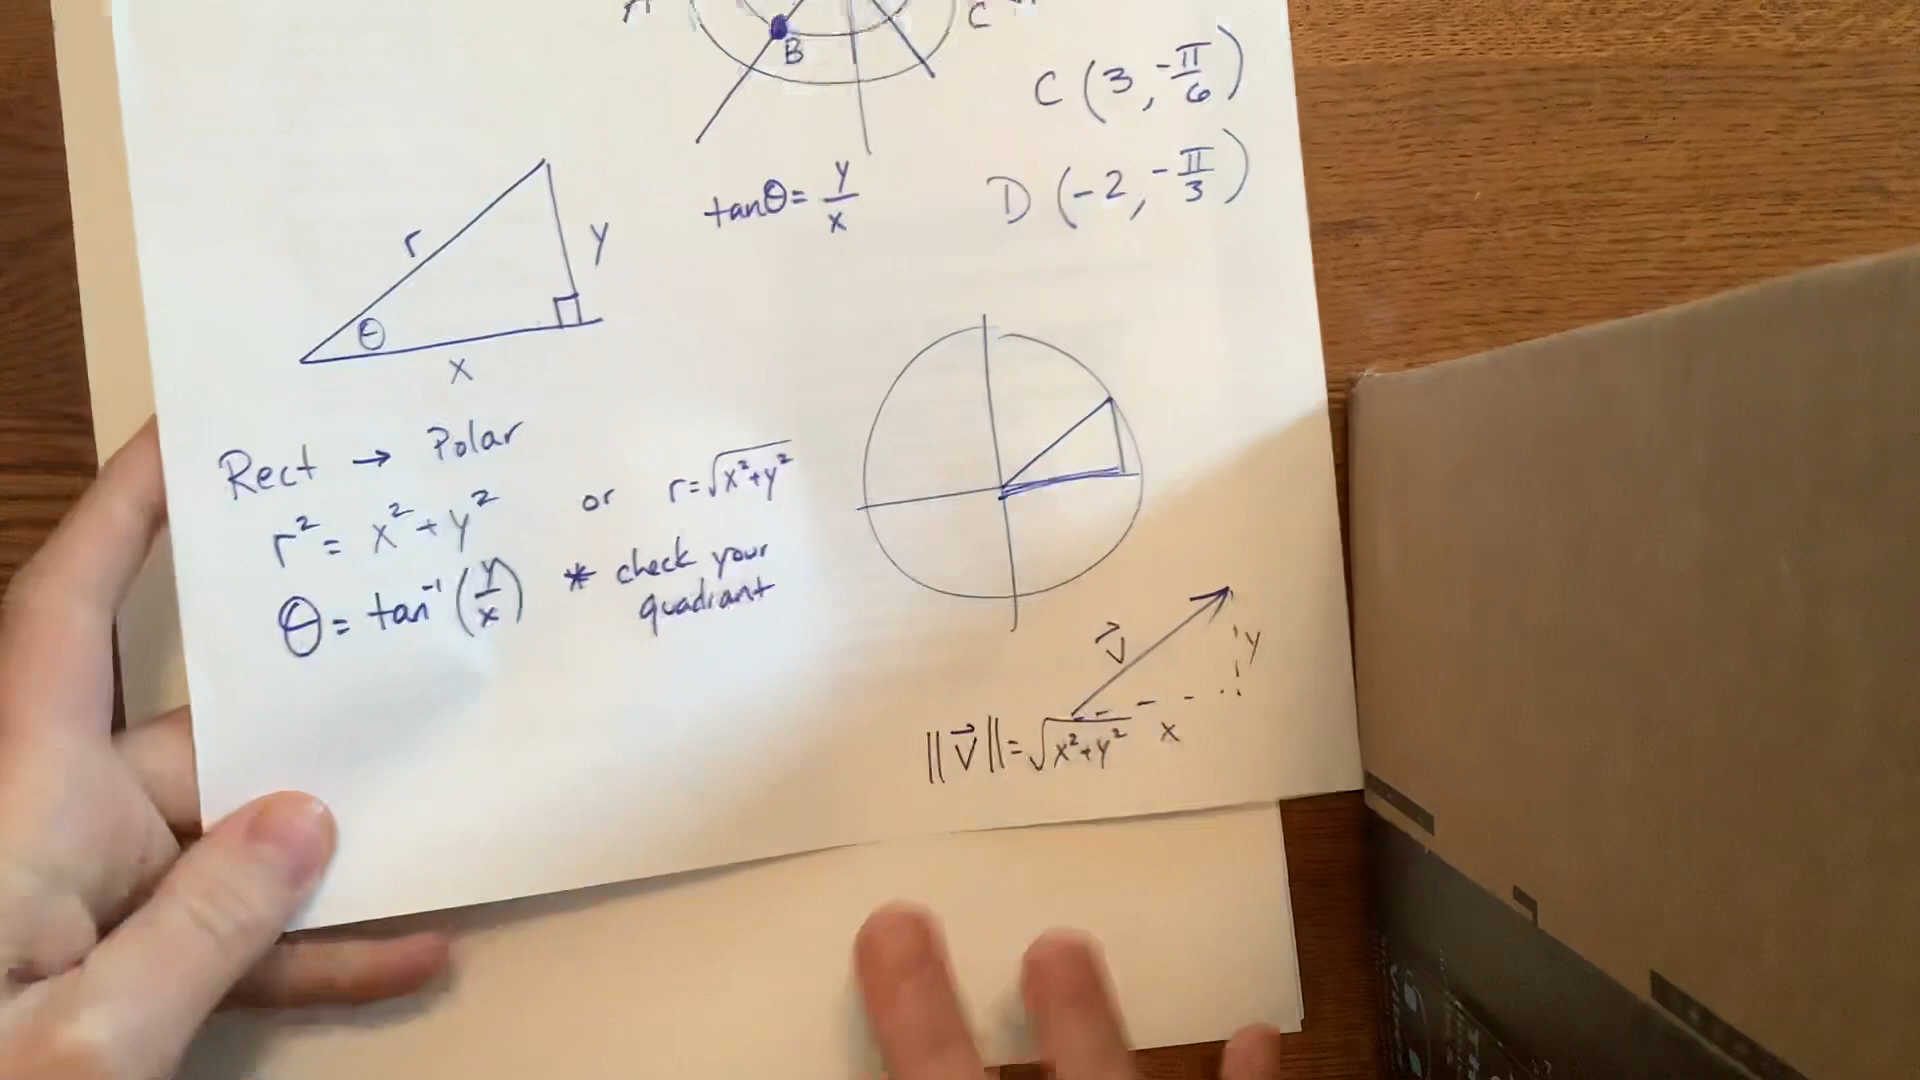 B
C
C (3, -π/6)
D (-2, -π/3)
tanθ = y/x
r
y
θ
x
Rect → Polar
r² = x² + y² or r = √x²+y²
θ = tan⁻¹(y/x) * check your
quadrant
v⃗
y
x
||v⃗|| = √x²+y²